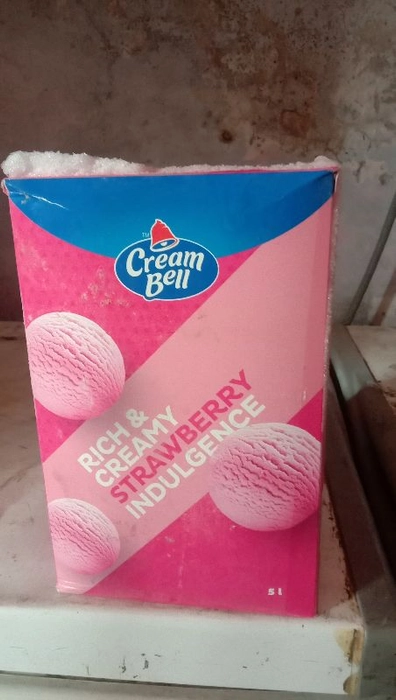 TM
Cream
Bell
RICH &
CREAMY
STRAWBERRY
INDULGENCE
5 l